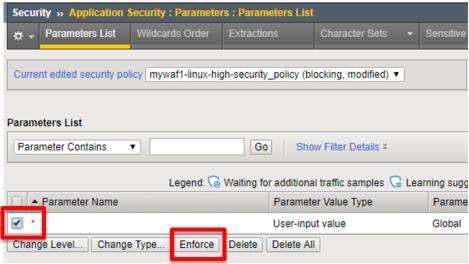 Security ›› Application Security : Parameters : Parameters List
Parameters List Wildcards Order Extractions Character Sets Sensitive
Current edited security policy mywaf1-linux-high-security_policy (blocking, modified)
Parameters List
Parameter Contains Go Show Filter Details
Legend: Waiting for additional traffic samples Learning sugg
Parameter Name Parameter Value Type Parame
* User-input value Global
Change Level... Change Type... Enforce Delete Delete All